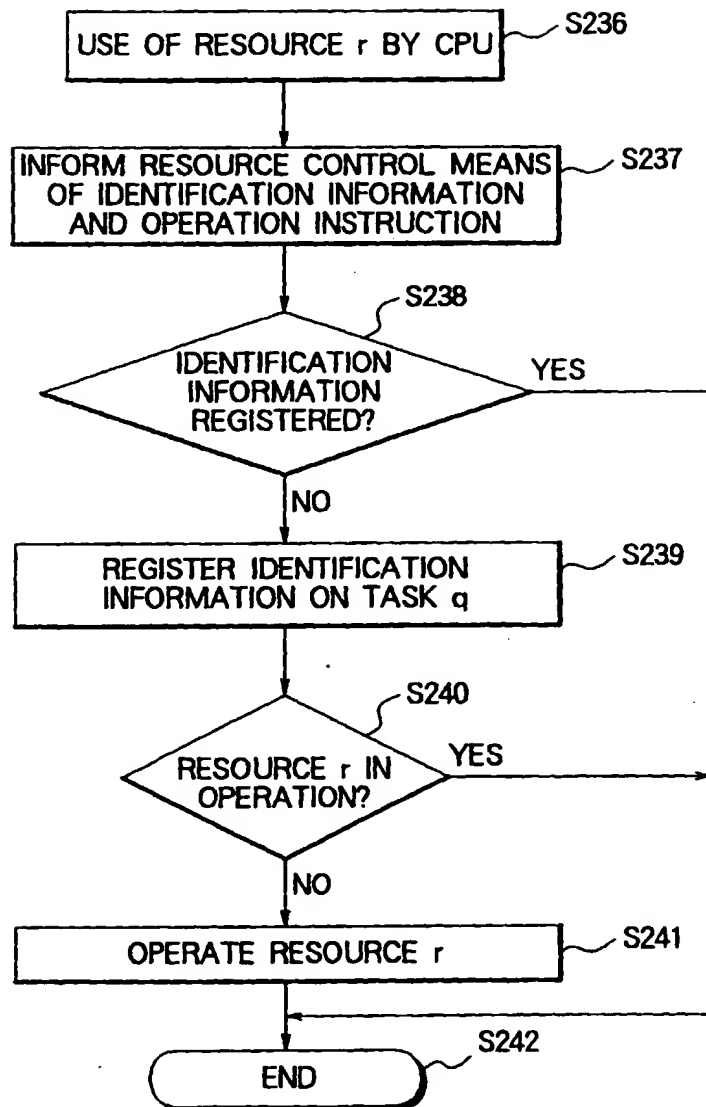 USE OF RESOURCE r BY CPU
S236
INFORM RESOURCE CONTROL MEANS
OF IDENTIFICATION INFORMATION
AND OPERATION INSTRUCTION
S237
S238
IDENTIFICATION
INFORMATION
REGISTERED?
YES
NO
REGISTER IDENTIFICATION
INFORMATION ON TASK q
S239
S240
RESOURCE r IN
OPERATION?
YES
NO
OPERATE RESOURCE r
S241
END
S242